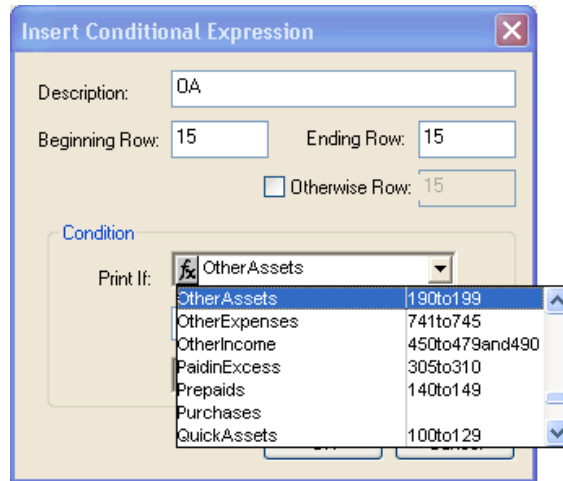 Insert Conditional Expression
Description: OA
Beginning Row: 15 Ending Row: 15
Otherwise Row: 15
Condition
Print If: fx OtherAssets
OtherAssets 190to199
OtherExpenses 741to745
OtherIncome 450to479and490
PaidinExcess 305to310
Prepaids 140to149
Purchases
QuickAssets 100to129